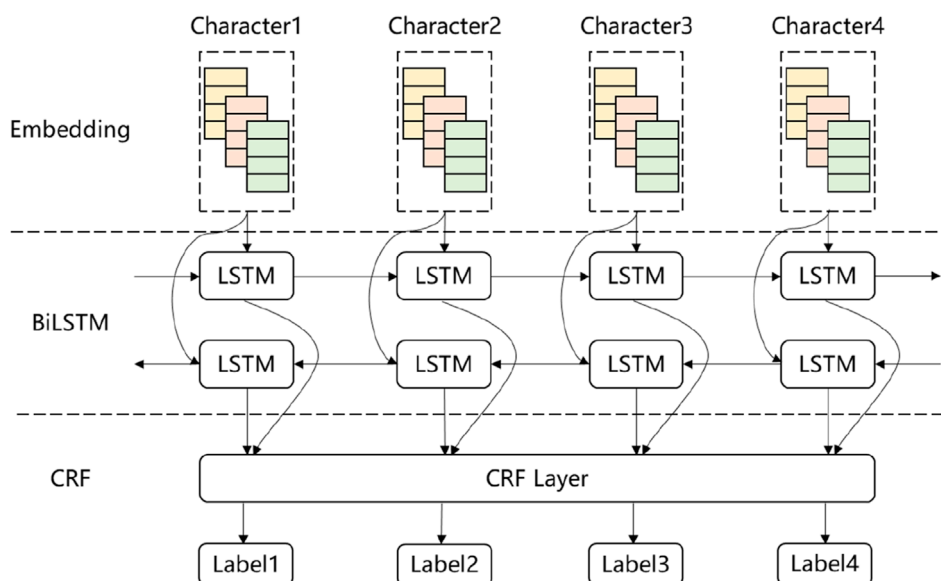 Character1 Character2 Character3 Character4
Embedding
LSTM LSTM LSTM LSTM
BiLSTM
LSTM LSTM LSTM LSTM
CRF CRF Layer
Label1 Label2 Label3 Label4